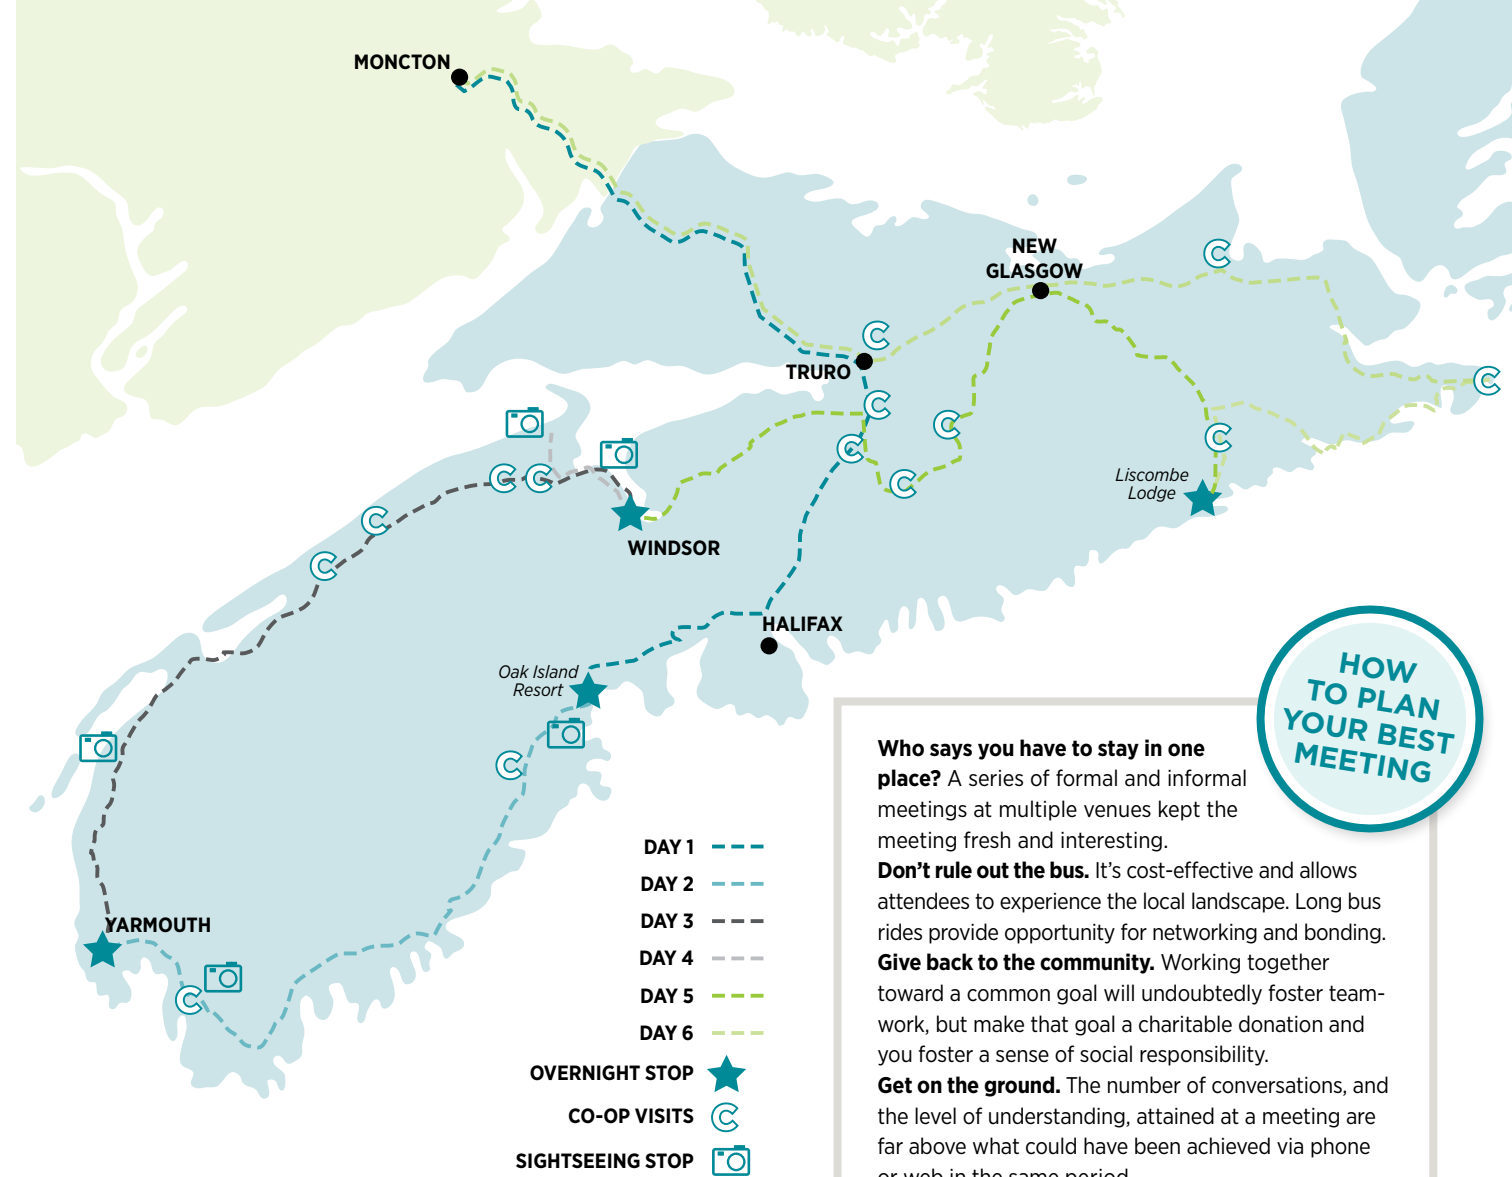 MONCTON
NEW
GLASGOW
TRURO
Liscombe
Lodge
WINDSOR
HALIFAX
Oak Island
Resort
YARMOUTH
C
C
C
C
C
C
C
C
C
C
C
C
C
C
DAY 1
DAY 2
DAY 3
DAY 4
DAY 5
DAY 6
OVERNIGHT STOP
CO-OP VISITS
C
SIGHTSEEING STOP
HOW
TO PLAN
YOUR BEST
MEETING
Who says you have to stay in one
place? A series of formal and informal
meetings at multiple venues kept the
meeting fresh and interesting.
Don’t rule out the bus. It’s cost-effective and allows
attendees to experience the local landscape. Long bus
rides provide opportunity for networking and bonding.
Give back to the community. Working together
toward a common goal will undoubtedly foster team-
work, but make that goal a charitable donation and
you foster a sense of social responsibility.
Get on the ground. The number of conversations, and
the level of understanding, attained at a meeting are
far above what could have been achieved via phone
or web in the same period.